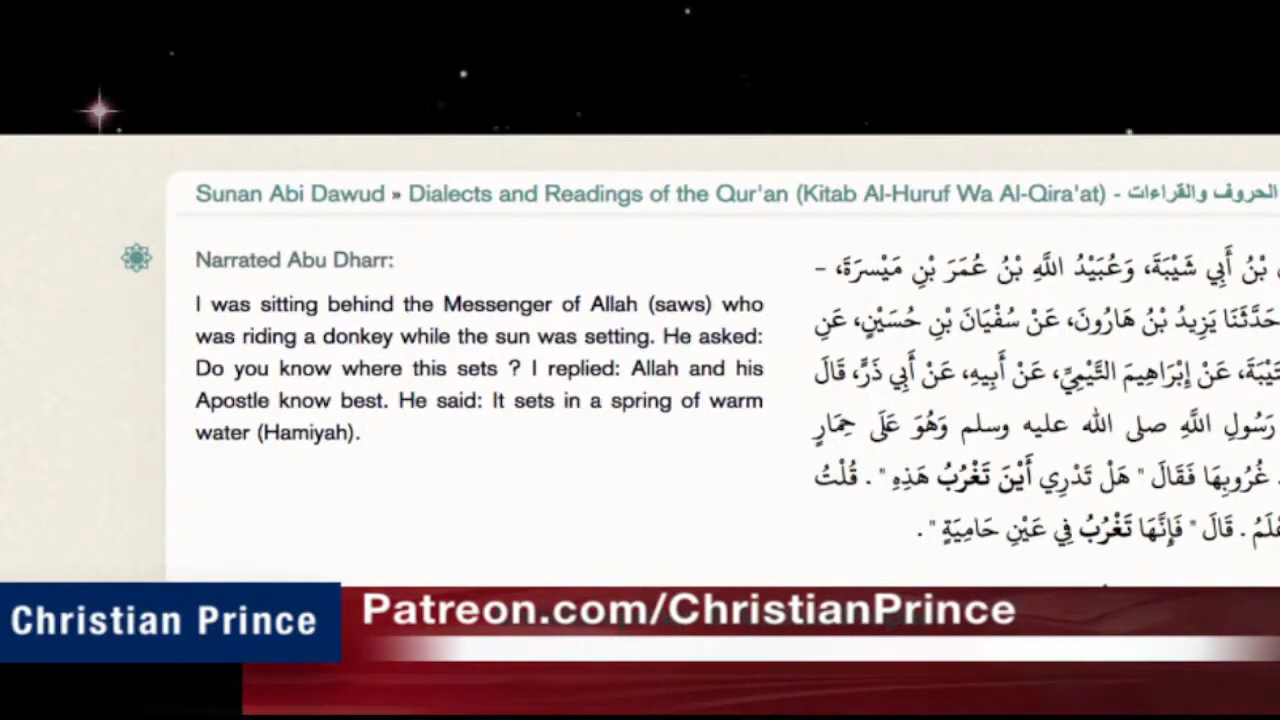 Sunan Abi Dawud » Dialects and Readings of the Qur'an (Kitab Al-Huruf Wa Al-Qira'at) - الحروف والقراءات
Narrated Abu Dharr:
I was sitting behind the Messenger of Allah (saws) who
was riding a donkey while the sun was setting. He asked:
Do you know where this sets ? I replied: Allah and his
Apostle know best. He said: It sets in a spring of warm
water (Hamiyah).
بْنُ أَبِي شَيْبَةَ، وَعُبَيْدُ اللَّهِ بْنُ عُمَرَ بْنِ مَيْسَرَةَ، -
حَدَّثَنَا يَزِيدُ بْنُ هَارُونَ، عَنْ سُفْيَانَ بْنِ حُسَيْنٍ، عَنِ
عَنْ إِبْرَاهِيمَ التَّيْمِيِّ، عَنْ أَبِيهِ، عَنْ أَبِي ذَرٍّ، قَالَ
رَسُولِ اللَّهِ صلى الله عليه وسلم وَهُوَ عَلَى حِمَارٍ
غُرُوبِهَا فَقَالَ " هَلْ تَدْرِي أَيْنَ تَغْرُبُ هَذِهِ " . قُلْتُ
. قَالَ " فَإِنَّهَا تَغْرُبُ فِي عَيْنِ حَامِيَةٍ " .
Christian Prince
Patreon.com/ChristianPrince